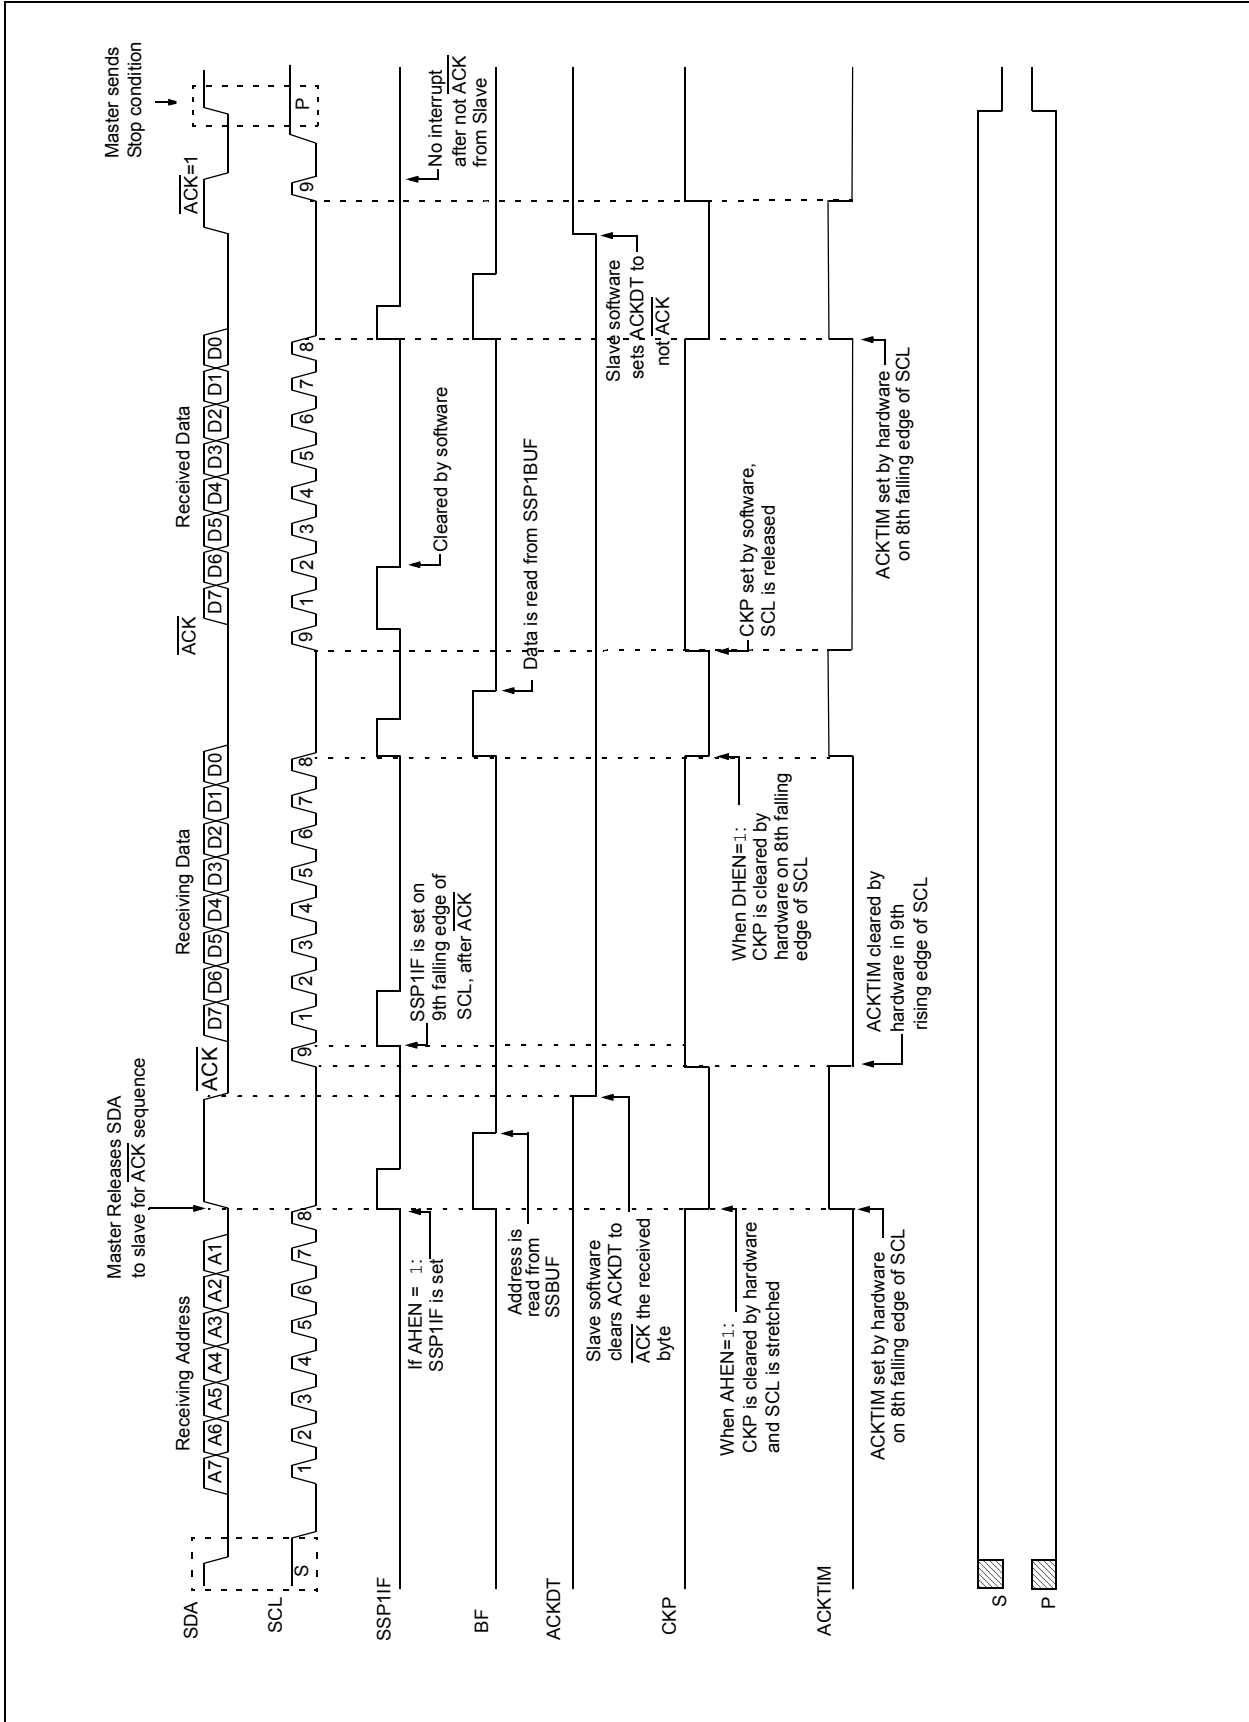 Master Releases SDA
to slave for ACK sequence
Master sends
Stop condition
Receiving Address
Receiving Data
Received Data
ACK
ACK
ACK=1
SDA
A7 A6 A5 A4 A3 A2 A1
D7 D6 D5 D4 D3 D2 D1 D0
D7 D6 D5 D4 D3 D2 D1 D0
SCL
S
1 2 3 4 5 6 7 8 9
1 2 3 4 5 6 7 8 9
1 2 3 4 5 6 7 8 9
P
SSP1IF
If AHEN = 1:
SSP1IF is set
SSP1IF is set on
9th falling edge of
SCL, after ACK
Cleared by software
No interrupt
after not ACK
from Slave
BF
Address is
read from
SSBUF
Data is read from SSP1BUF
ACKDT
Slave software
clears ACKDT to
ACK the received
byte
Slave software
sets ACKDT to
not ACK
CKP
When AHEN=1:
CKP is cleared by hardware
and SCL is stretched
When DHEN=1:
CKP is cleared by
hardware on 8th falling
edge of SCL
CKP set by software,
SCL is released
ACKTIM
ACKTIM set by hardware
on 8th falling edge of SCL
ACKTIM cleared by
hardware in 9th
rising edge of SCL
ACKTIM set by hardware
on 8th falling edge of SCL
S
P